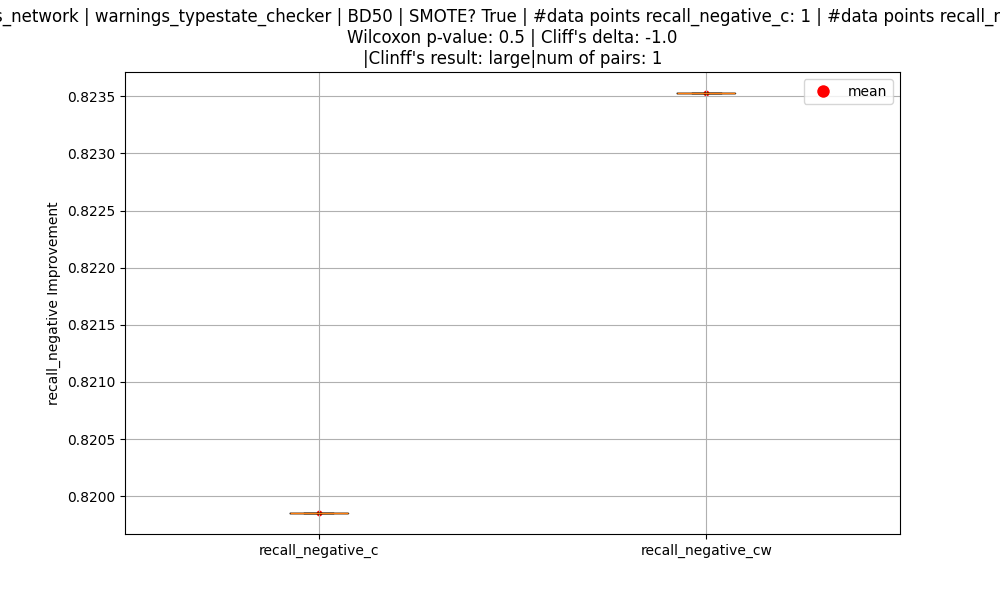 s_network | warnings_typestate_checker | BD50 | SMOTE? True | #data points recall_negative_c: 1 | #data points
Wilcoxon p-value: 0.5 | Cliff's delta: -1.0
|Clinff's result: large|num of pairs: 1
mean
recall_negative Improvement
0.8235
0.8230
0.8225
0.8220
0.8215
0.8210
0.8205
0.8200
recall_negative_c
recall_negative_cw